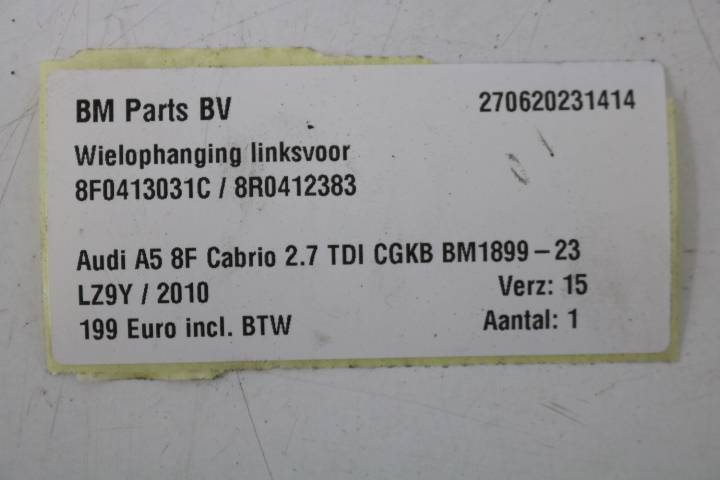 BM Parts BV 270620231414
Wielophanging linksvoor
8F0413031C / 8R0412383
Audi A5 8F Cabrio 2.7 TDI CGKB BM1899-23
LZ9Y / 2010 Verz: 15
199 Euro incl. BTW Aantal: 1